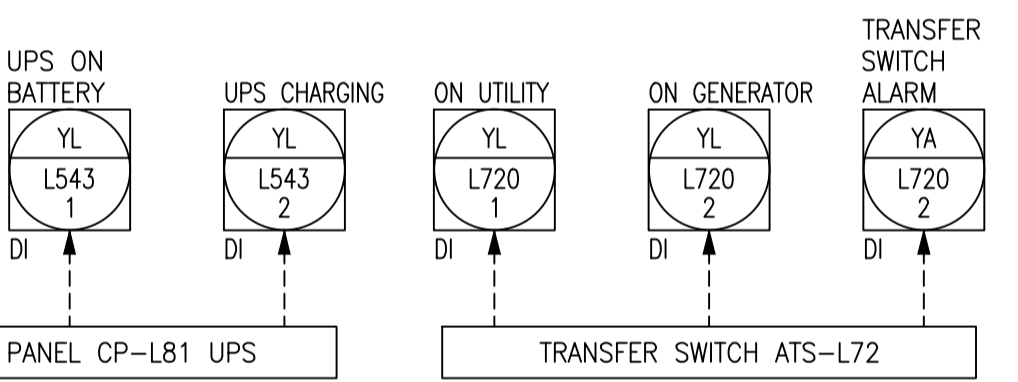 UPS ON
BATTERY
YL
L543
1
DI
UPS CHARGING
YL
L543
2
DI
ON UTILITY
YL
L720
1
DI
ON GENERATOR
YL
L720
2
DI
TRANSFER
SWITCH
ALARM
YA
L720
2
DI
PANEL CP-L81 UPS
TRANSFER SWITCH ATS-L72